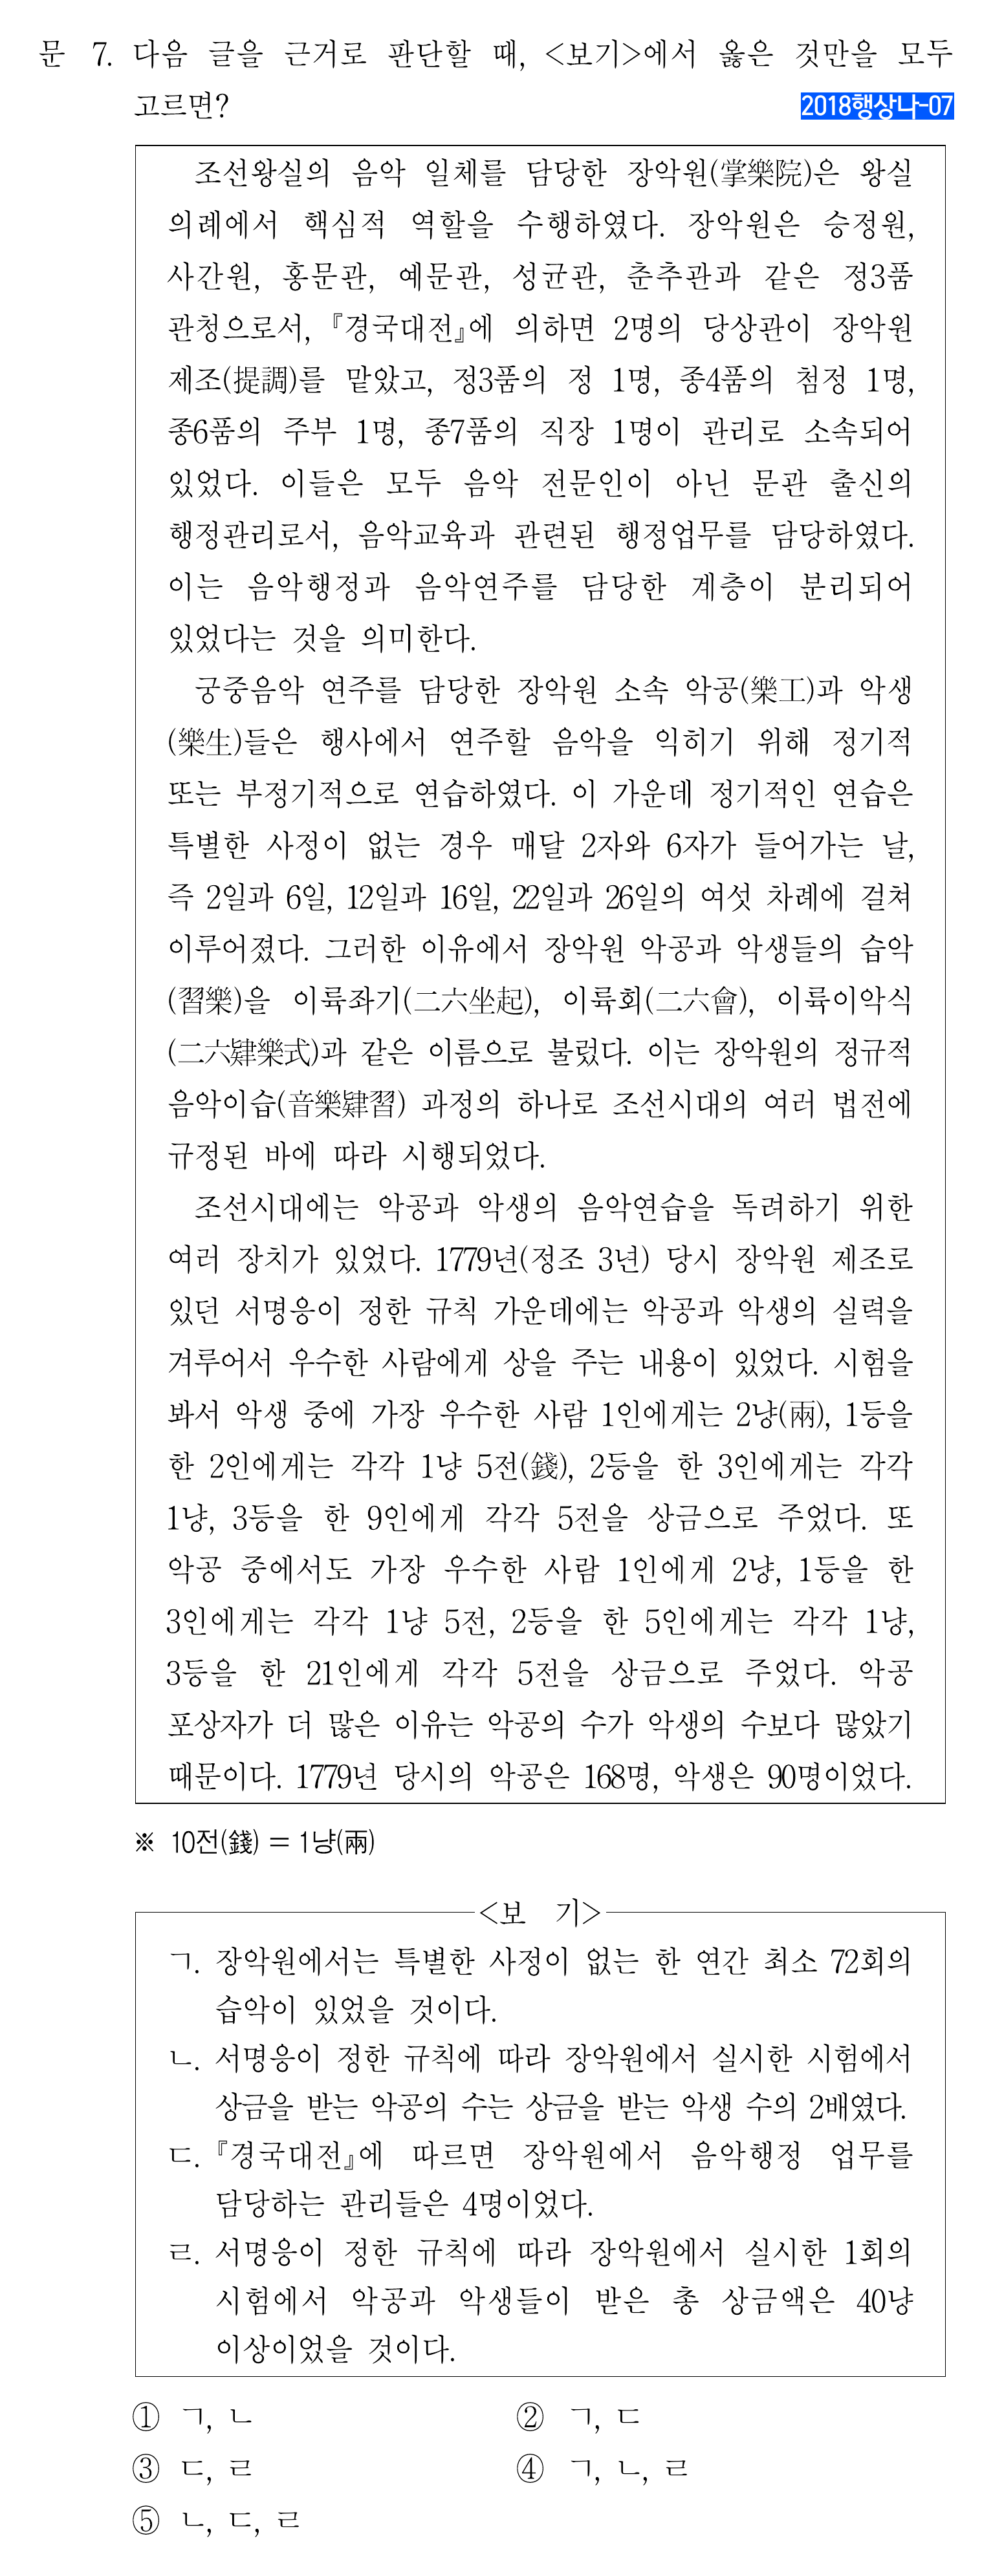 문 7. 다음 글을 근거로 판단할 때, <보기>에서 옳은 것만을 모두
고르면?
2018행상나-07
조선왕실의 음악 일체를 담당한 장악원(掌樂院)은 왕실
의례에서 핵심적 역할을 수행하였다. 장악원은 승정원,
사간원, 홍문관, 예문관, 성균관, 춘추관과 같은 정3품
관청으로서, 『경국대전』에 의하면 2명의 당상관이 장악원
제조(提調)를 맡았고, 정3품의 정 1명, 종4품의 첨정 1명,
종6품의 주부 1명, 종7품의 직장 1명이 관리로 소속되어
있었다. 이들은 모두 음악 전문인이 아닌 문관 출신의
행정관리로서, 음악교육과 관련된 행정업무를 담당하였다.
이는 음악행정과 음악연주를 담당한 계층이 분리되어
있었다는 것을 의미한다.
궁중음악 연주를 담당한 장악원 소속 악공(樂工)과 악생
(樂生)들은 행사에서 연주할 음악을 익히기 위해 정기적
또는 부정기적으로 연습하였다. 이 가운데 정기적인 연습은
특별한 사정이 없는 경우 매달 2자와 6자가 들어가는 날,
즉 2일과 6일, 12일과 16일, 22일과 26일의 여섯 차례에 걸쳐
이루어졌다. 그러한 이유에서 장악원 악공과 악생들의 습악
(習樂)을 이륙좌기(二六坐起), 이륙회(二六會), 이륙이악식
(二六肄樂式)과 같은 이름으로 불렀다. 이는 장악원의 정규적
음악이습(音樂肄習) 과정의 하나로 조선시대의 여러 법전에
규정된 바에 따라 시행되었다.
조선시대에는 악공과 악생의 음악연습을 독려하기 위한
여러 장치가 있었다. 1779년(정조 3년) 당시 장악원 제조로
있던 서명응이 정한 규칙 가운데에는 악공과 악생의 실력을
겨루어서 우수한 사람에게 상을 주는 내용이 있었다. 시험을
봐서 악생 중에 가장 우수한 사람 1인에게는 2냥(兩), 1등을
한 2인에게는 각각 1냥 5전(錢), 2등을 한 3인에게는 각각
1냥, 3등을 한 9인에게 각각 5전을 상금으로 주었다. 또
악공 중에서도 가장 우수한 사람 1인에게 2냥, 1등을 한
3인에게는 각각 1냥 5전, 2등을 한 5인에게는 각각 1냥,
3등을 한 21인에게 각각 5전을 상금으로 주었다. 악공
포상자가 더 많은 이유는 악공의 수가 악생의 수보다 많았기
때문이다. 1779년 당시의 악공은 168명, 악생은 90명이었다.
※ 10전(錢) = 1냥(兩)
<보 기>
ㄱ. 장악원에서는 특별한 사정이 없는 한 연간 최소 72회의
습악이 있었을 것이다.
ㄴ. 서명응이 정한 규칙에 따라 장악원에서 실시한 시험에서
상금을 받는 악공의 수는 상금을 받는 악생 수의 2배였다.
ㄷ. 『경국대전』에 따르면 장악원에서 음악행정 업무를
담당하는 관리들은 4명이었다.
ㄹ. 서명응이 정한 규칙에 따라 장악원에서 실시한 1회의
시험에서 악공과 악생들이 받은 총 상금액은 40냥
이상이었을 것이다.
① ㄱ, ㄴ
② ㄱ, ㄷ
③ ㄷ, ㄹ
④ ㄱ, ㄴ, ㄹ
⑤ ㄴ, ㄷ, ㄹ